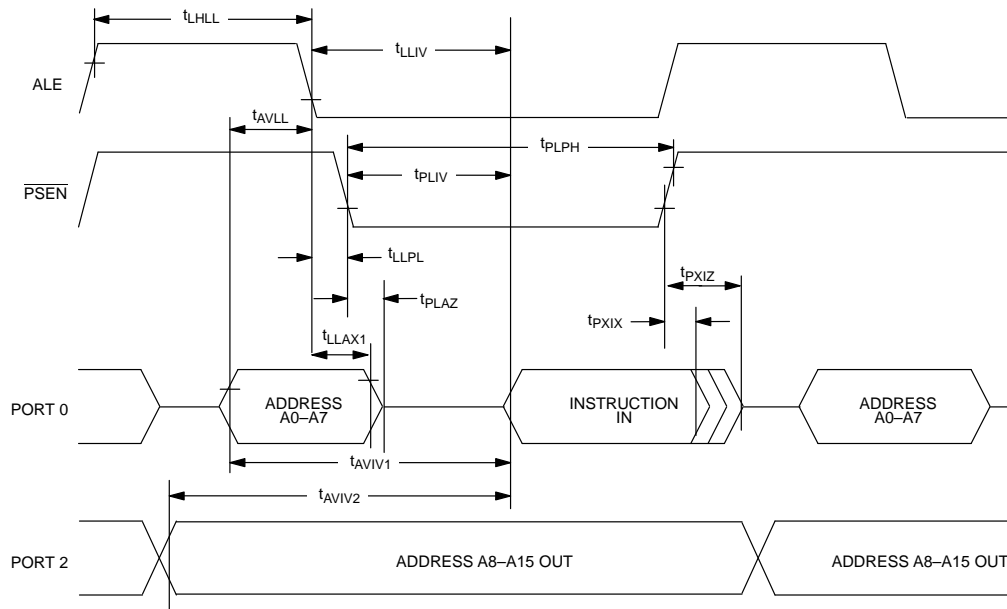 tLHLL
tLLIV
ALE
tAVLL
tPLPH
PSEN
tPLIV
tLLPL
tPXIZ
tPLAZ
tPXIX
tLLAX1
PORT 0
ADDRESS
A0–A7
INSTRUCTION
IN
ADDRESS
A0–A7
tAVIV1
tAVIV2
PORT 2
ADDRESS A8–A15 OUT
ADDRESS A8–A15 OUT